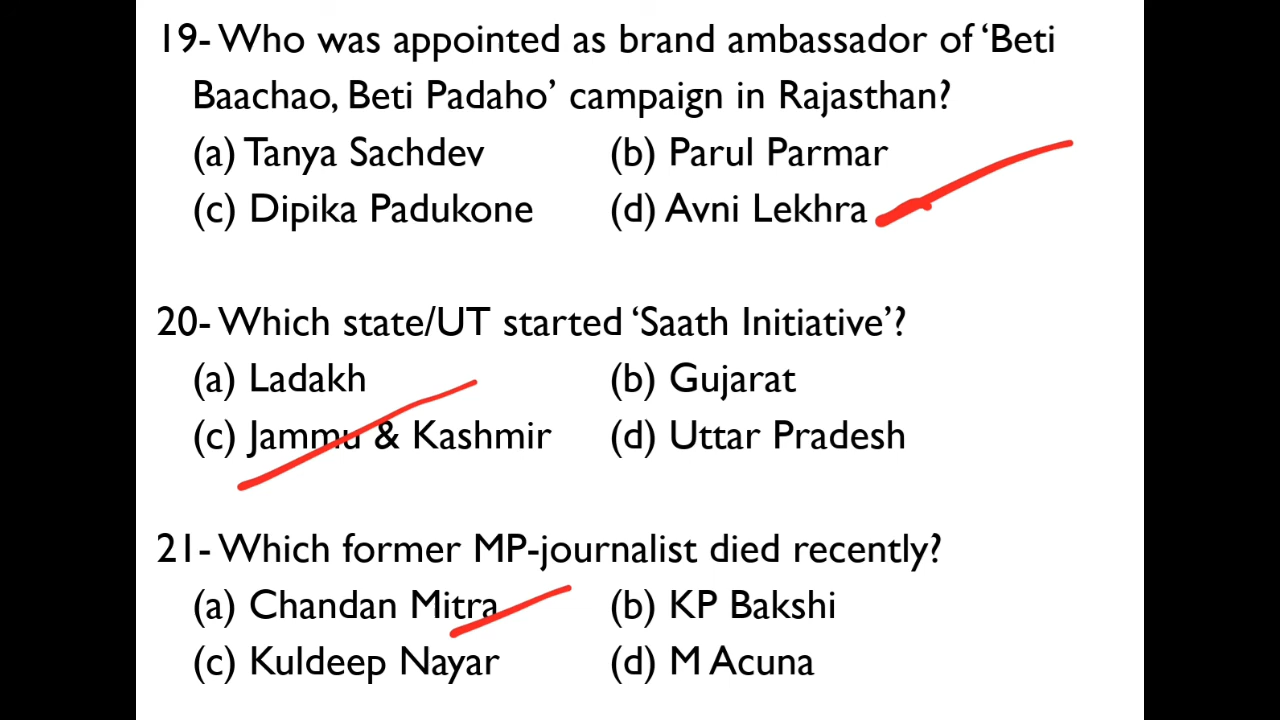 19- Who was appointed as brand ambassador of ‘Beti
Baachao, Beti Padaho’ campaign in Rajasthan?
(a) Tanya Sachdev (b) Parul Parmar
(c) Dipika Padukone (d) Avni Lekhra
20- Which state/UT started ‘Saath Initiative’?
(a) Ladakh (b) Gujarat
(c) Jammu & Kashmir (d) Uttar Pradesh
21- Which former MP-journalist died recently?
(a) Chandan Mitra (b) KP Bakshi
(c) Kuldeep Nayar (d) M Acuna